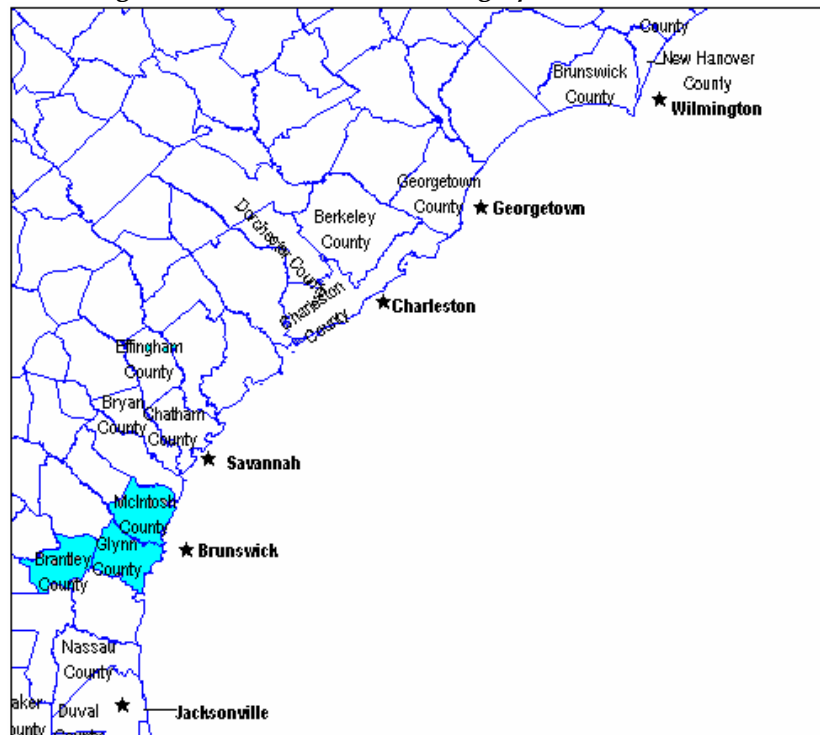 County
New Hanover
County
Brunswick
County
Wilmington
Georgetown
County
Georgetown
Berkeley
County
Dorchester County
Charleston
County
Charleston
Effingham
County
Bryan
County
Chatham
County
Savannah
McIntosh
County
Glynn
County
Brunswick
Brantley
County
Nassau
County
Duval
Jacksonville